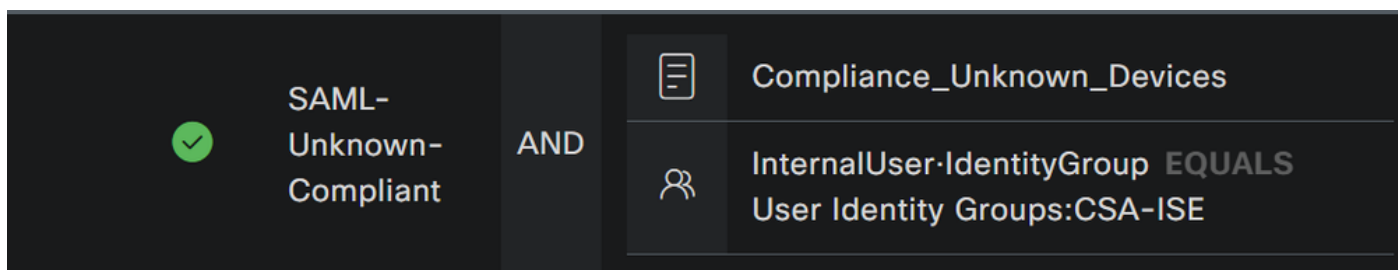 SAML-
Unknown-
Compliant
AND
Compliance_Unknown_Devices
InternalUser·IdentityGroup EQUALS
User Identity Groups:CSA-ISE